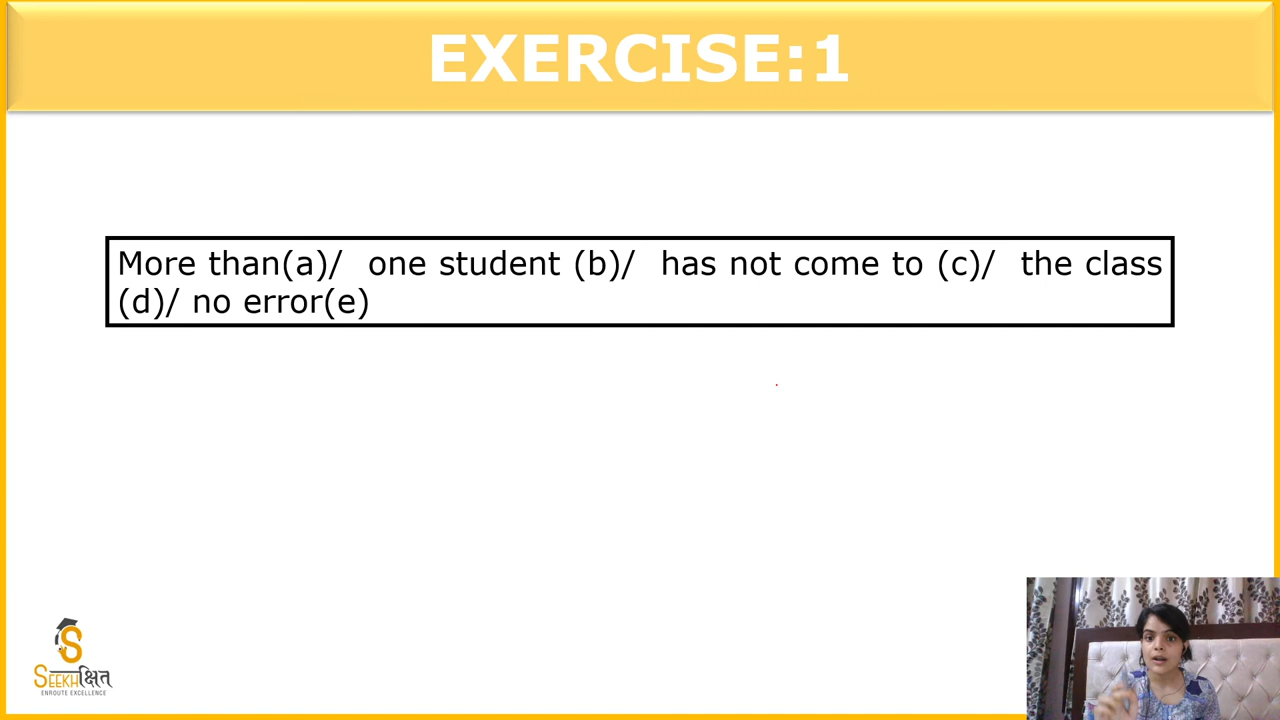 EXERCISE:1
More than(a)/ one student (b)/ has not come to (c)/ the class
(d)/ no error(e)
S
SEEKHक्षित
ENROUTE EXCELLENCE